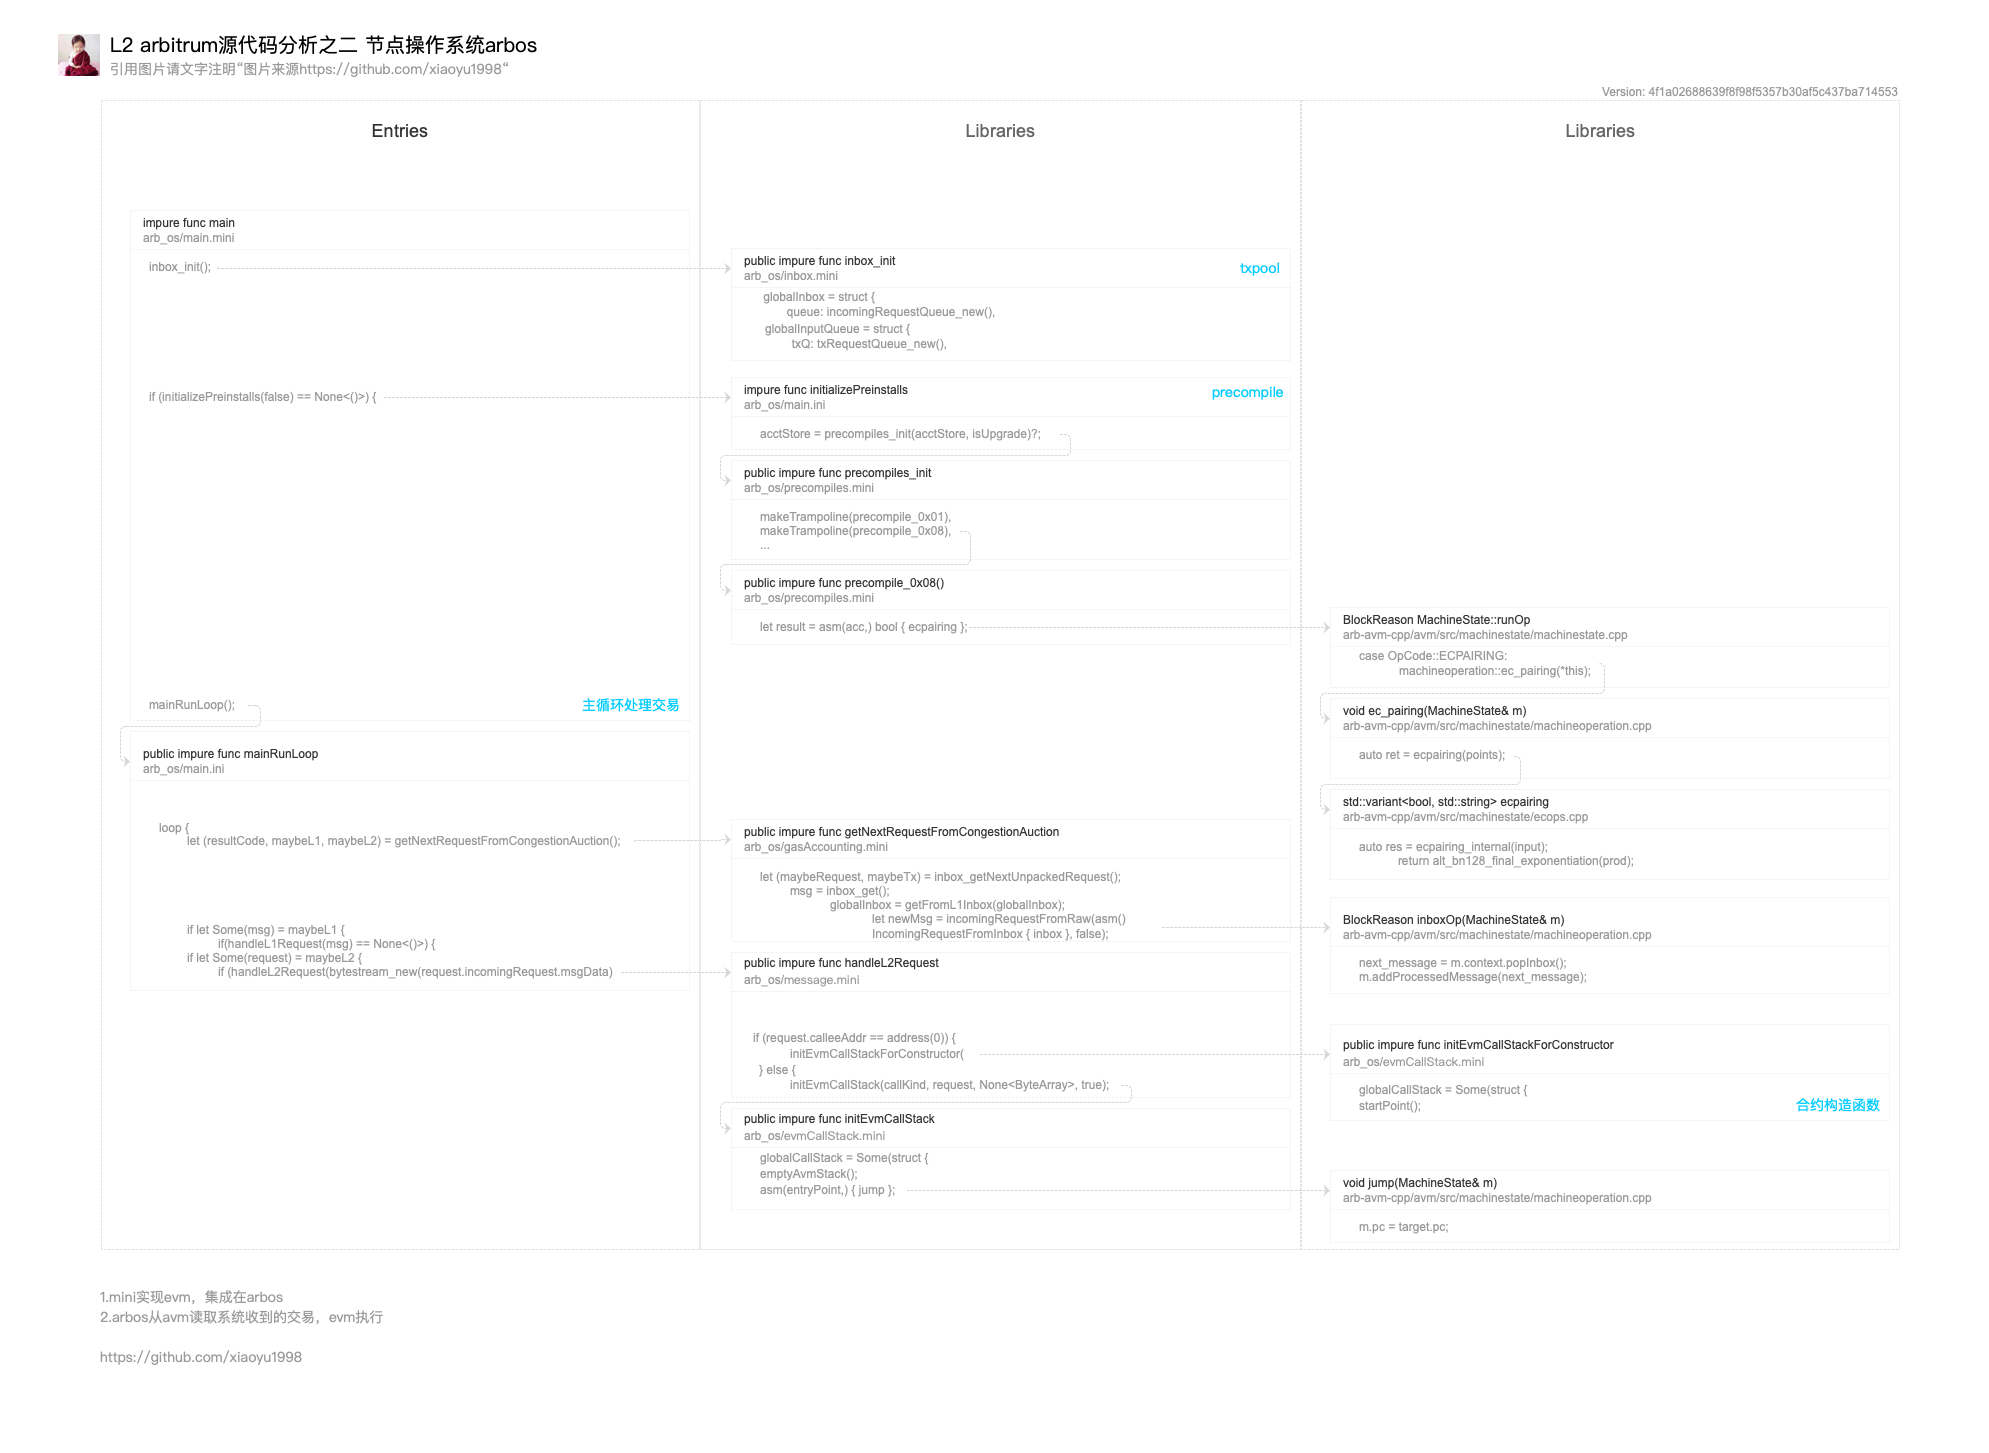 L2 arbitrum源代码分析之二 节点操作系统arbos
引用图片请文字注明“图片来源https://github.com/xiaoyu1998“
Version: 4f1a02688639f8f98f5357b30af5c437ba714553
Entries
impure func main
arb_os/main.mini
inbox_init();
if (initializePreinstalls(false) == None<()>) {
mainRunLoop();
主循环处理交易
public impure func mainRunLoop
arb_os/main.ini
loop {
let (resultCode, maybeL1, maybeL2) = getNextRequestFromCongestionAuction();
if let Some(msg) = maybeL1 {
if(handleL1Request(msg) == None<()>) {
if let Some(request) = maybeL2 {
if (handleL2Request(bytestream_new(request.incomingRequest.msgData)
Libraries
public impure func inbox_init
arb_os/inbox.mini
txpool
globalInbox = struct {
queue: incomingRequestQueue_new(),
globalInputQueue = struct {
txQ: txRequestQueue_new(),
impure func initializePreinstalls
arb_os/main.ini
precompile
acctStore = precompiles_init(acctStore, isUpgrade)?;
public impure func precompiles_init
arb_os/precompiles.mini
makeTrampoline(precompile_0x01),
makeTrampoline(precompile_0x08),
...
public impure func precompile_0x08()
arb_os/precompiles.mini
let result = asm(acc,) bool { ecpairing };
public impure func getNextRequestFromCongestionAuction
arb_os/gasAccounting.mini
let (maybeRequest, maybeTx) = inbox_getNextUnpackedRequest();
msg = inbox_get();
globalInbox = getFromL1Inbox(globalInbox);
let newMsg = incomingRequestFromRaw(asm()
IncomingRequestFromInbox { inbox }, false);
public impure func handleL2Request
arb_os/message.mini
if (request.calleeAddr == address(0)) {
initEvmCallStackForConstructor(
} else {
initEvmCallStack(callKind, request, None<ByteArray>, true);
public impure func initEvmCallStack
arb_os/evmCallStack.mini
globalCallStack = Some(struct {
emptyAvmStack();
asm(entryPoint,) { jump };
Libraries
BlockReason MachineState::runOp
arb-avm-cpp/avm/src/machinestate/machinestate.cpp
case OpCode::ECPAIRING:
machineoperation::ec_pairing(*this);
void ec_pairing(MachineState& m)
arb-avm-cpp/avm/src/machinestate/machineoperation.cpp
auto ret = ecpairing(points);
std::variant<bool, std::string> ecpairing
arb-avm-cpp/avm/src/machinestate/ecops.cpp
auto res = ecpairing_internal(input);
return alt_bn128_final_exponentiation(prod);
BlockReason inboxOp(MachineState& m)
arb-avm-cpp/avm/src/machinestate/machineoperation.cpp
next_message = m.context.popInbox();
m.addProcessedMessage(next_message);
public impure func initEvmCallStackForConstructor
arb_os/evmCallStack.mini
globalCallStack = Some(struct {
startPoint();
合约构造函数
void jump(MachineState& m)
arb-avm-cpp/avm/src/machinestate/machineoperation.cpp
m.pc = target.pc;
1.mini实现evm，集成在arbos
2.arbos从avm读取系统收到的交易，evm执行
https://github.com/xiaoyu1998